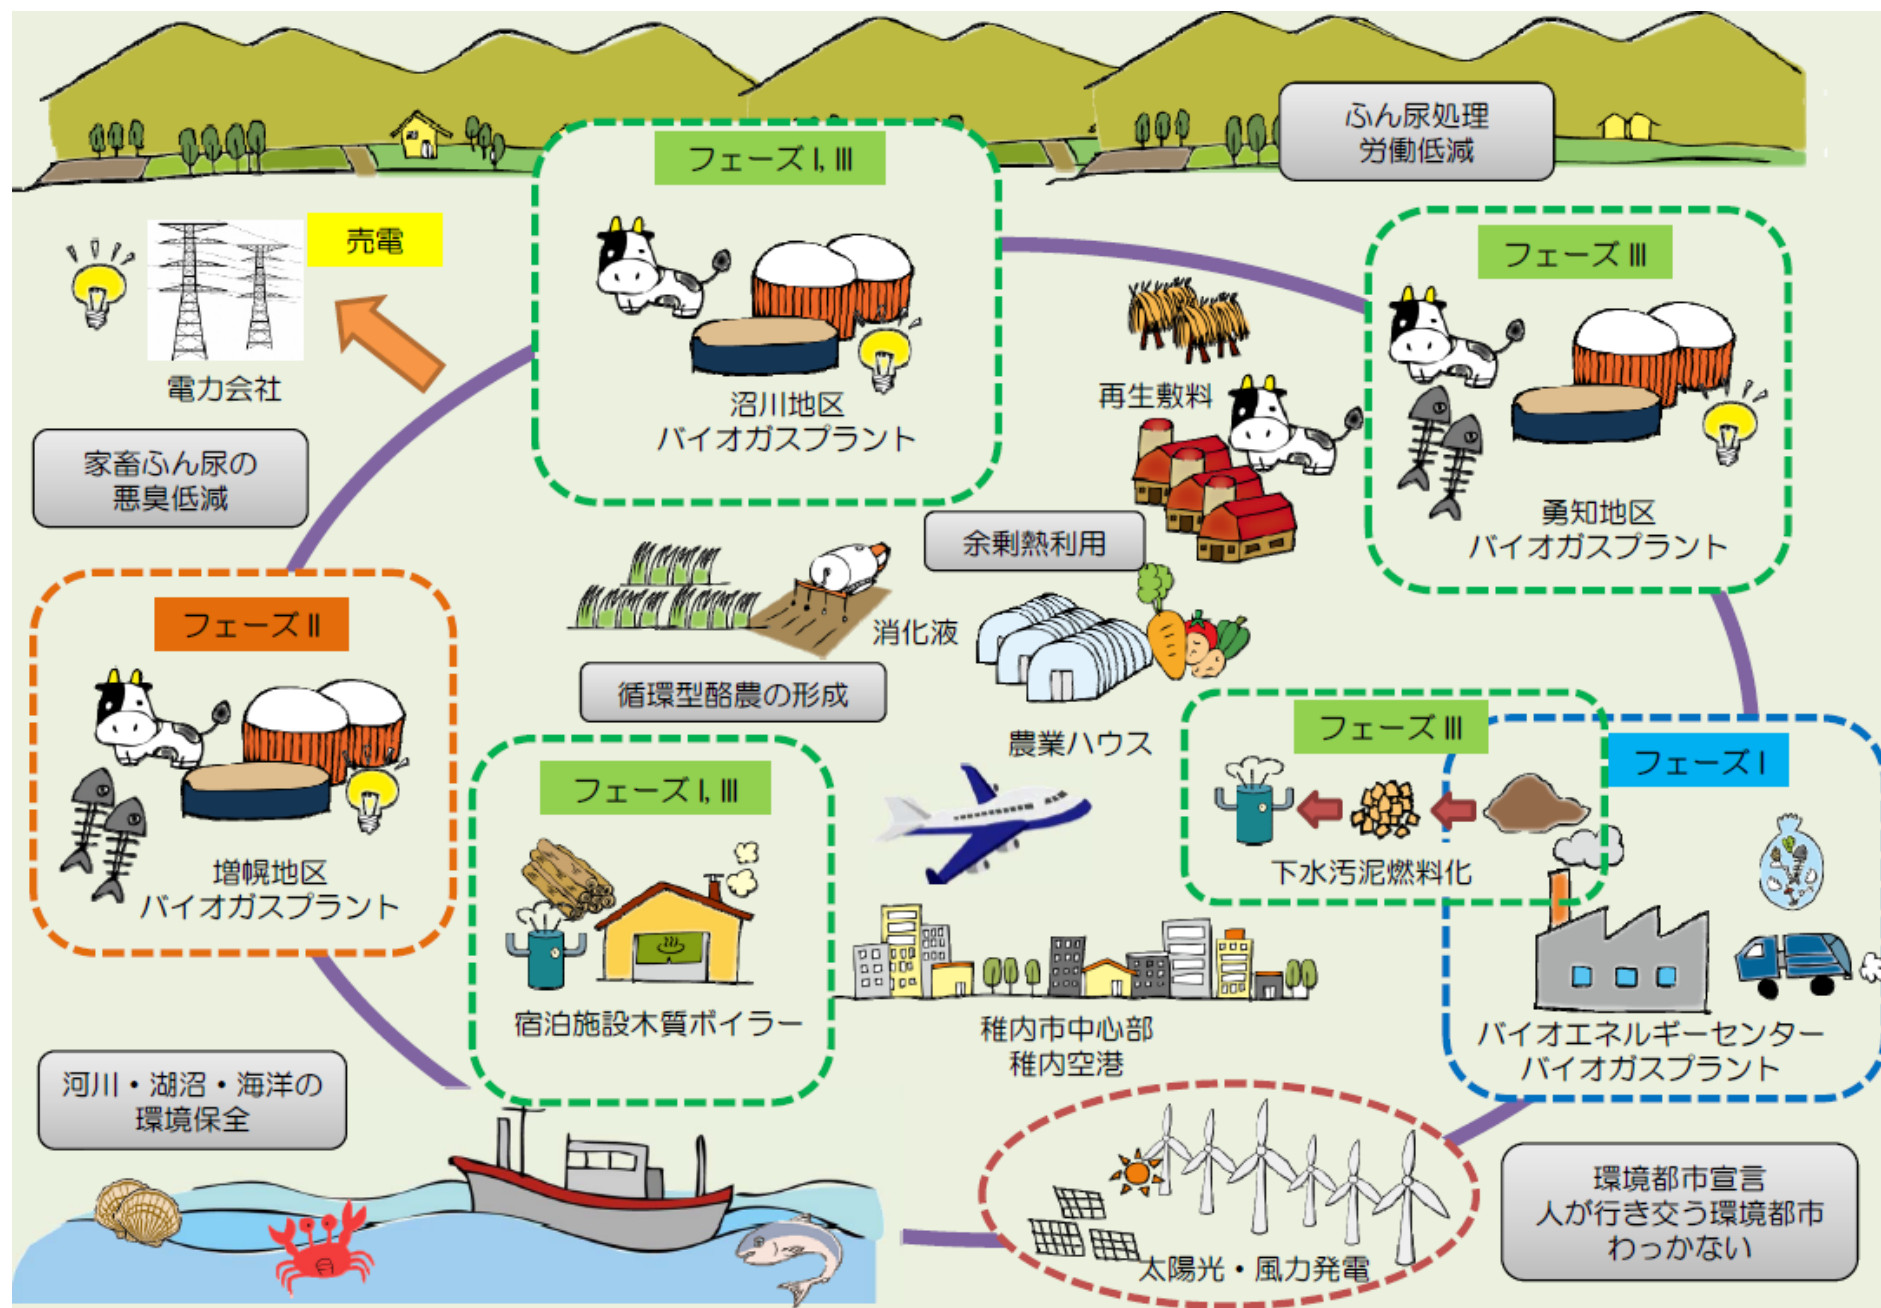 ふん尿処理
労働低減
フェーズ I, III
売電
電力会社
沼川地区
バイオガスプラント
フェーズ III
再生敷料
勇知地区
バイオガスプラント
家畜ふん尿の
悪臭低減
余剰熱利用
消化液
循環型酪農の形成
農業ハウス
フェーズ II
増幌地区
バイオガスプラント
フェーズ I, III
宿泊施設木質ボイラー
フェーズ III
下水汚泥燃料化
フェーズ I
バイオエネルギーセンター
バイオガスプラント
稚内市中心部
稚内空港
河川・湖沼・海洋の
環境保全
太陽光・風力発電
環境都市宣言
人が行き交う環境都市
わっかない